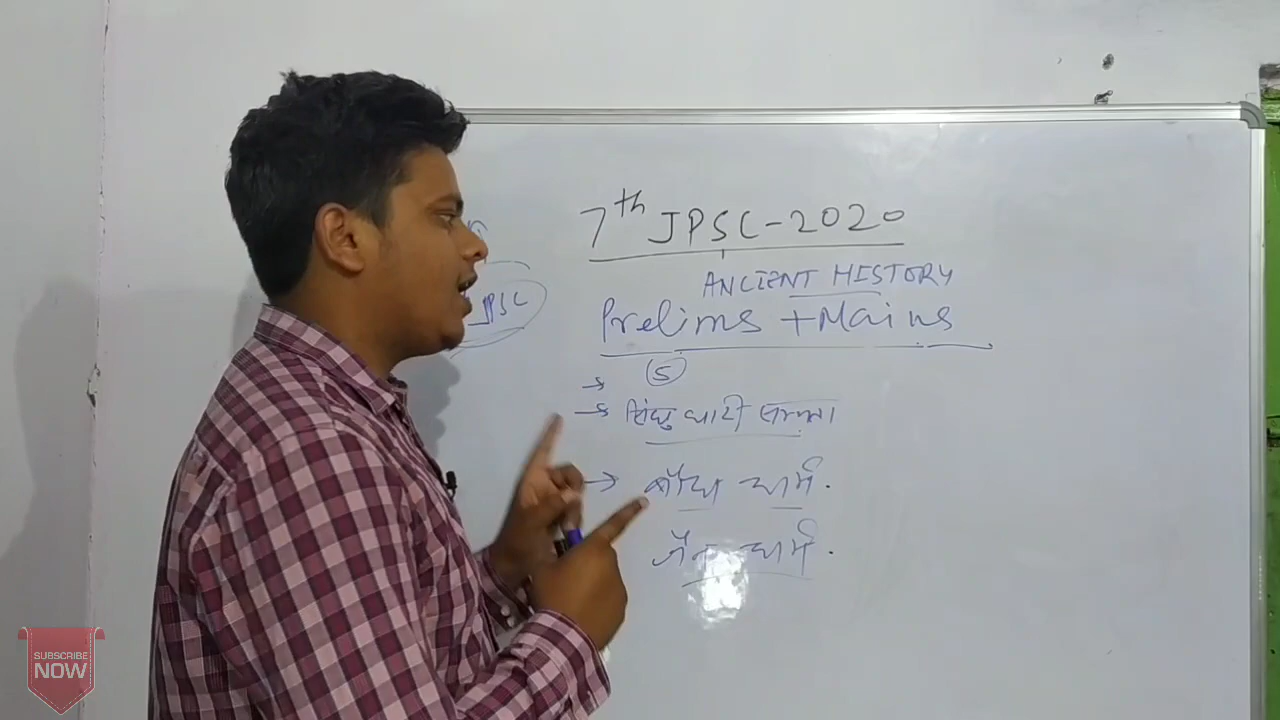 7th JPSC-2020
ANCIENT HISTORY
Prelims + Mains
JPSC
5
→
→ सिंधु घाटी सभ्यता
→ बौध धर्म.
जैन धर्म.
SUBSCRIBE
NOW